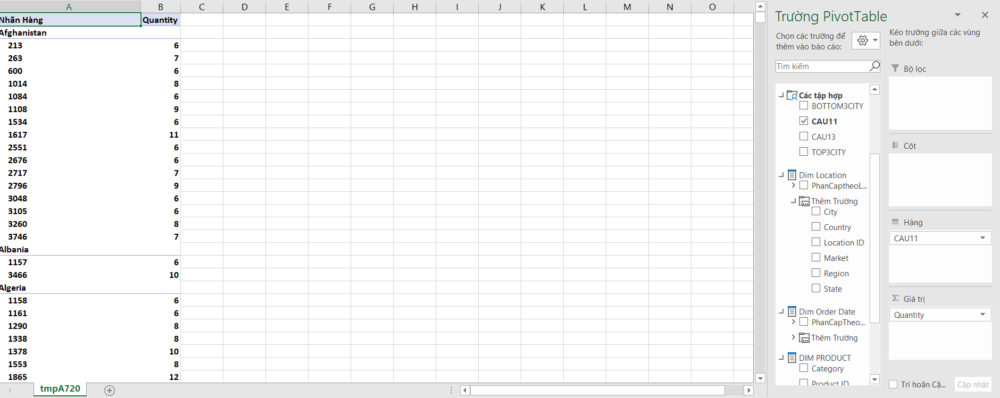 A B C D E F G H I J K L M N O
Nhãn Hàng Quantity
Afghanistan
213 6
263 7
600 6
1014 8
1084 6
1108 9
1534 6
1617 11
2551 6
2676 6
2717 7
2796 9
3048 6
3105 6
3260 8
3746 7
Albania
1157 6
3466 10
Algeria
1158 6
1161 6
1290 8
1338 8
1378 10
1553 8
1865 12
tmpA720
Trường PivotTable
Chọn các trường để
thêm vào báo cáo:
Tìm kiếm
Các tập hợp
BOTTOM3CITY
CAU11
CAU13
TOP3CITY
Dim Location
PhanCaptheoL...
Thêm Trường
City
Country
Location ID
Market
Region
State
Dim Order Date
PhanCapTheo...
Thêm Trường
DIM PRODUCT
Category
Product ID
Kéo trường giữa các vùng
bên dưới:
Bộ lọc
Cột
Hàng
CAU11
Σ Giá trị
Quantity
Trì hoãn Cậ...
Cập nhật